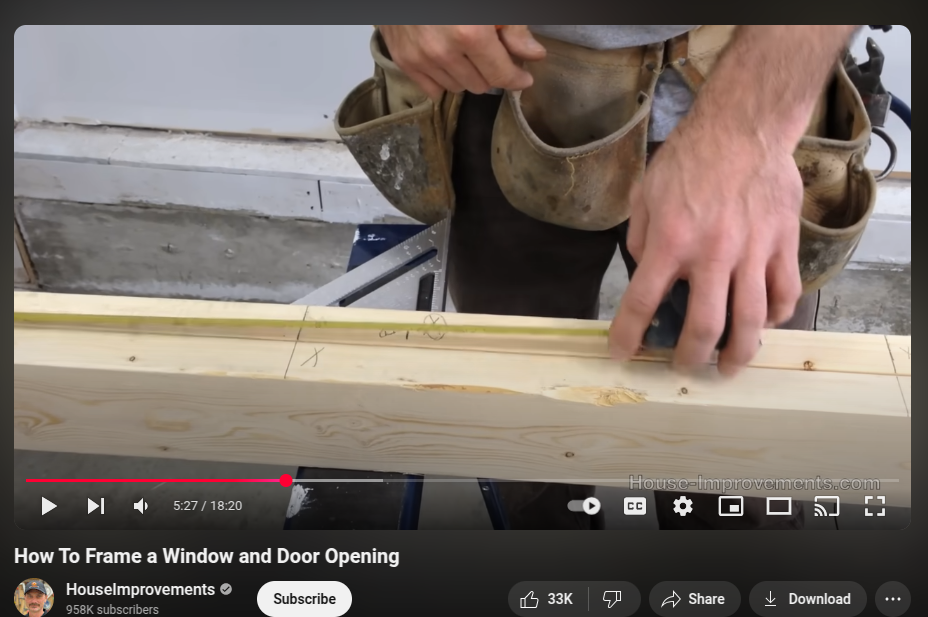 X
House-Improvements.com
5:27 / 18:20
CC
How To Frame a Window and Door Opening
HouseImprovements
958K subscribers
Subscribe
33K
Share
Download